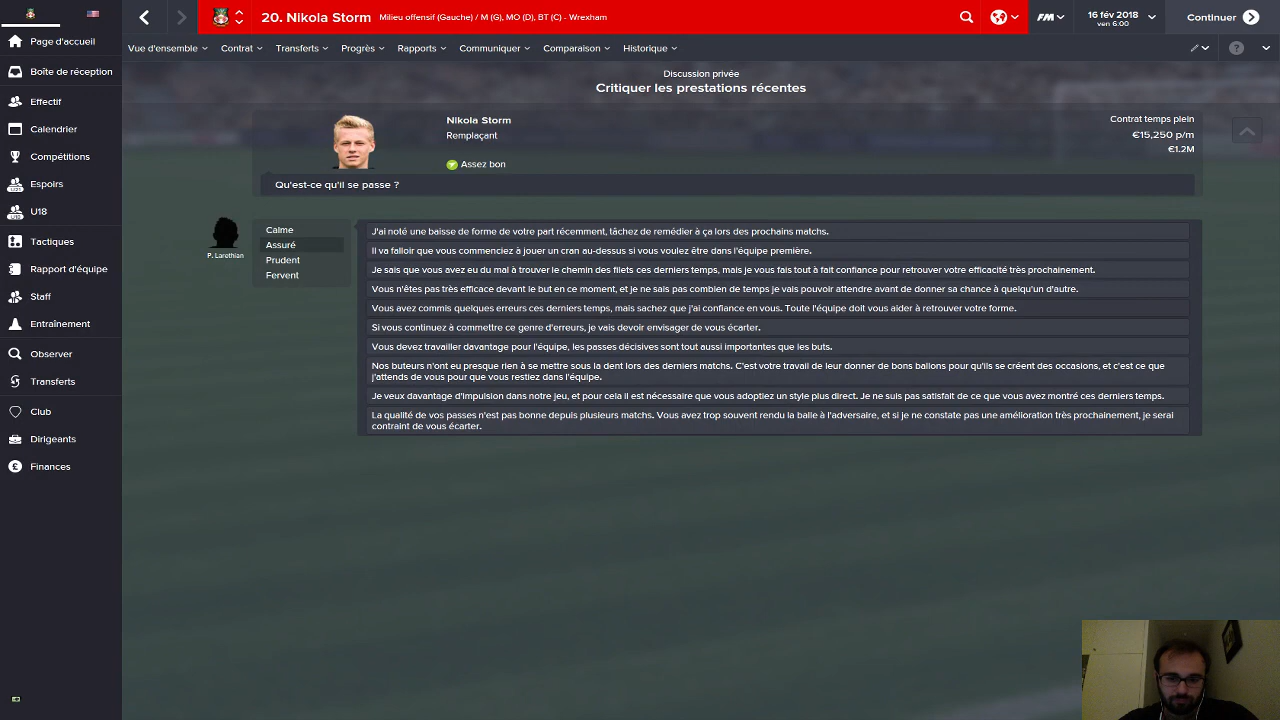 20. Nikola Storm
Milieu offensif (Gauche) / M (G), MO (D), BT (C) - Wrexham
FM
16 fév 2018
ven 6:00
Continuer
Page d'accueil
Boîte de réception
Effectif
Calendrier
Compétitions
Espoirs
U18
Tactiques
Rapport d'équipe
Staff
Entraînement
Observer
Transferts
Club
Dirigeants
Finances
Vue d'ensemble
Contrat
Transferts
Progrès
Rapports
Communiquer
Comparaison
Historique
?
Discussion privée
Critiquer les prestations récentes
Nikola Storm
Remplaçant
Assez bon
Contrat temps plein
€15,250 p/m
€1.2M
Qu'est-ce qu'il se passe ?
P. Larethian
Calme
Assuré
Prudent
Fervent
J'ai noté une baisse de forme de votre part récemment, tâchez de remédier à ça lors des prochains matchs.
Il va falloir que vous commenciez à jouer un cran au-dessus si vous voulez être dans l'équipe première.
Je sais que vous avez eu du mal à trouver le chemin des filets ces derniers temps, mais je vous fais tout à fait confiance pour retrouver votre efficacité très prochainement.
Vous n'êtes pas très efficace devant le but en ce moment, et je ne sais pas combien de temps je vais pouvoir attendre avant de donner sa chance à quelqu'un d'autre.
Vous avez commis quelques erreurs ces derniers temps, mais sachez que j'ai confiance en vous. Toute l'équipe doit vous aider à retrouver votre forme.
Si vous continuez à commettre ce genre d'erreurs, je vais devoir envisager de vous écarter.
Vous devez travailler davantage pour l'équipe, les passes décisives sont tout aussi importantes que les buts.
Nos buteurs n'ont eu presque rien à se mettre sous la dent lors des derniers matchs. C'est votre travail de leur donner de bons ballons pour qu'ils se créent des occasions, et c'est ce que
j'attends de vous pour que vous restiez dans l'équipe.
Je veux davantage d'impulsion dans notre jeu, et pour cela il est nécessaire que vous adoptiez un style plus direct. Je ne suis pas satisfait de ce que vous avez montré ces derniers temps.
La qualité de vos passes n'est pas bonne depuis plusieurs matchs. Vous avez trop souvent rendu la balle à l'adversaire, et si je ne constate pas une amélioration très prochainement, je serai
contraint de vous écarter.